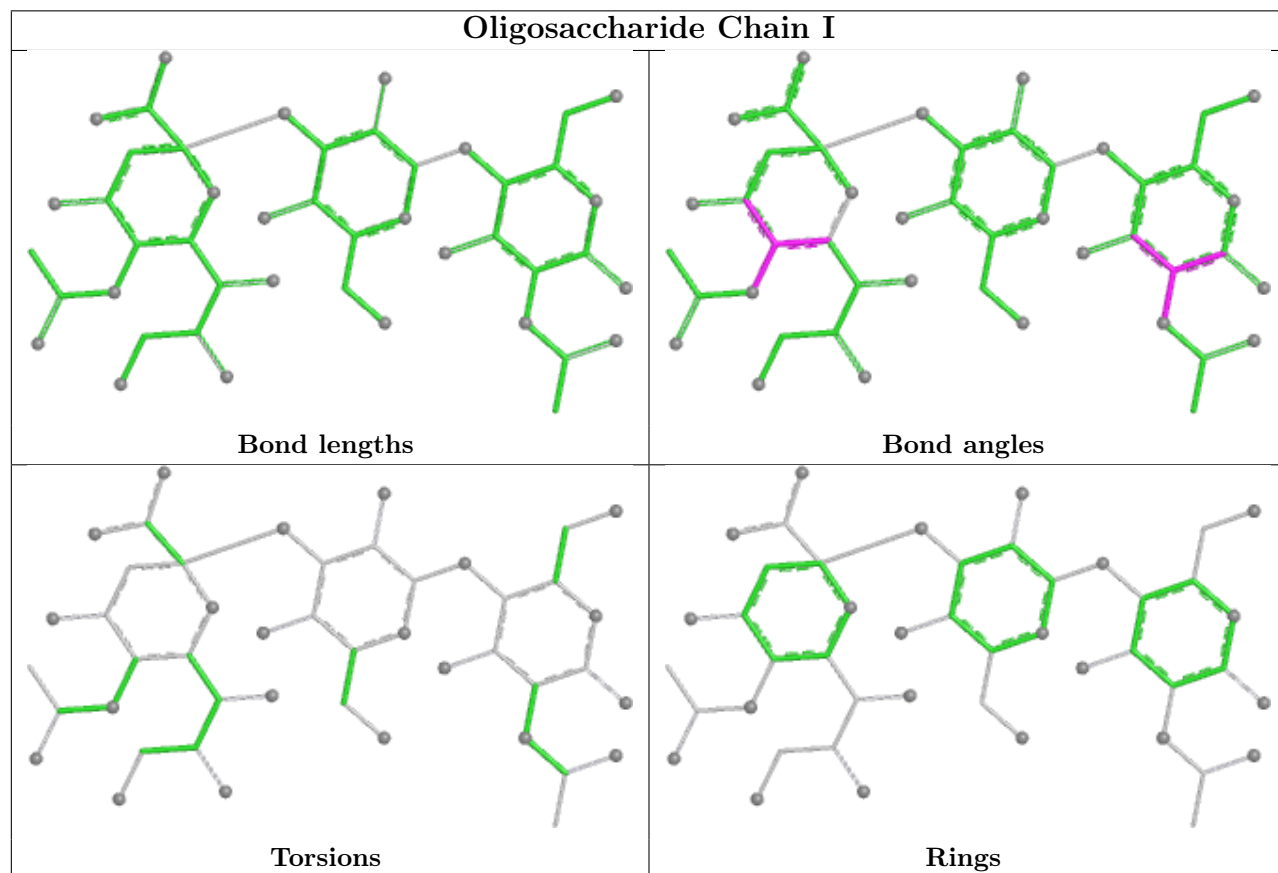 Oligosaccharide Chain I
Bond lengths
Bond angles
Torsions
Rings